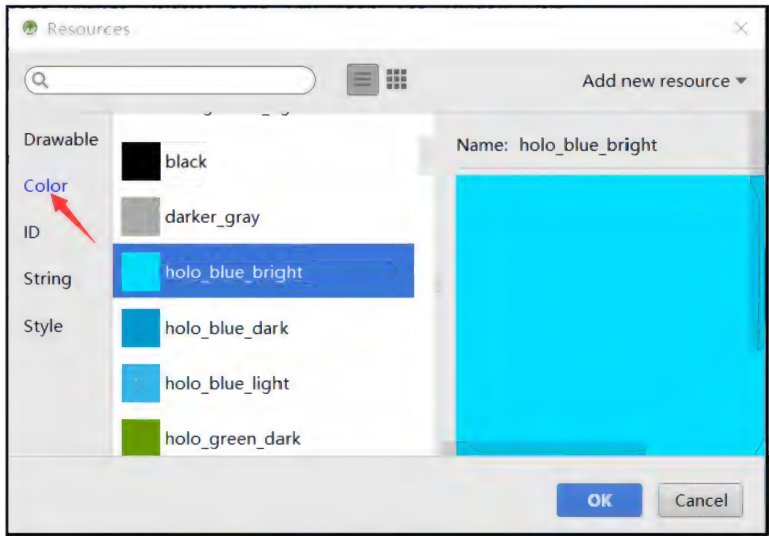 Resources
Add new resource
Drawable
Color
ID
String
Style
black
darker_gray
holo_blue_bright
holo_blue_dark
holo_blue_light
holo_green_dark
Name: holo_blue_bright
OK
Cancel